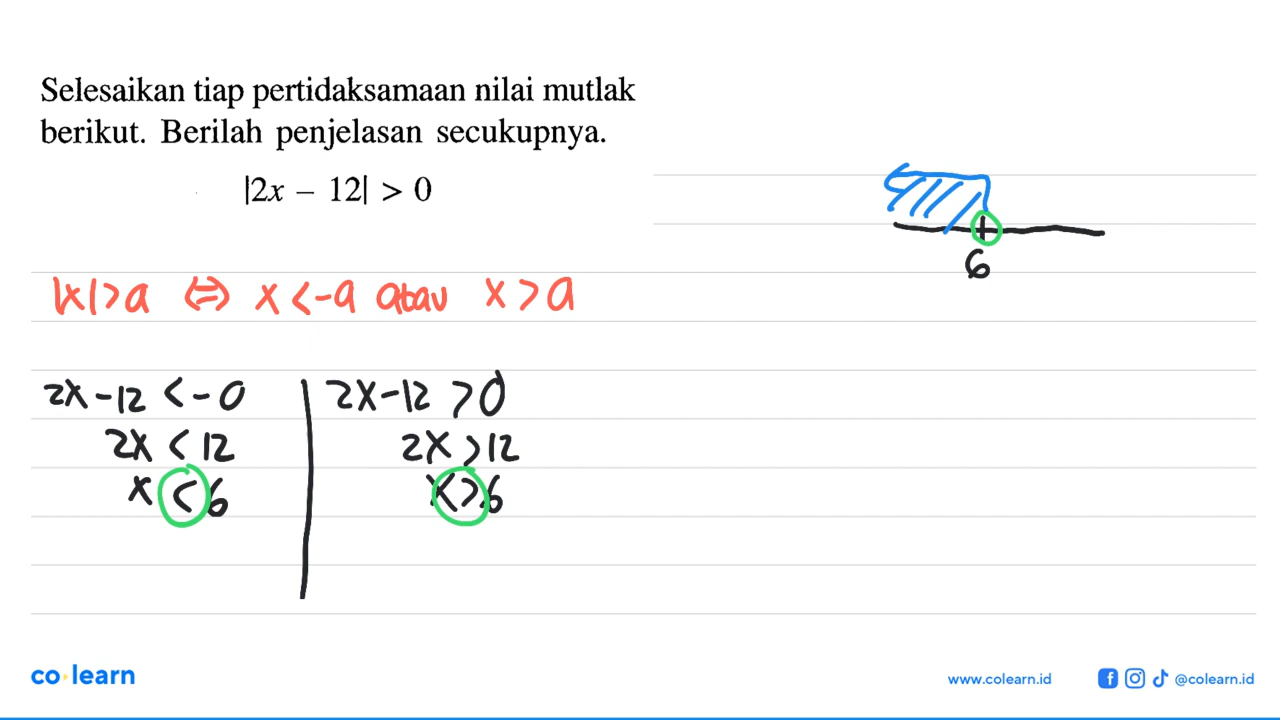 Selesaikan tiap pertidaksamaan nilai mutlak
berikut. Berilah penjelasan secukupnya.
|2x – 12| > 0
6
|x| > a ⇔ x < -a atau x > a
2x - 12 < -0
2x < 12
x < 6
2x - 12 > 0
2x > 12
x > 6
co learn
www.colearn.id
@colearn.id